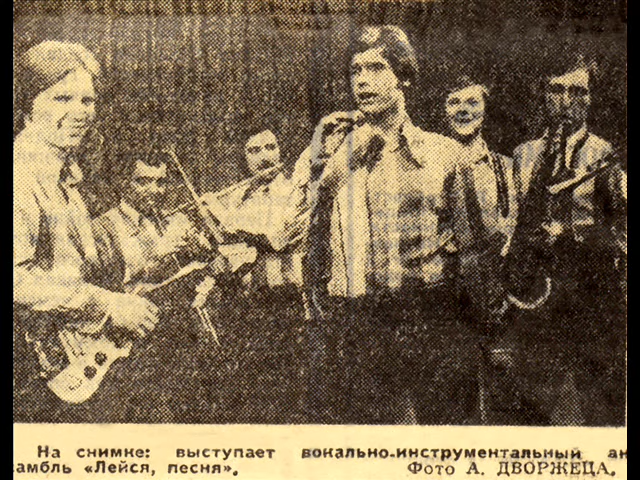 На снимке: выступает вокально-инструментальный ан
самбль «Лейся, песня». Фото А. ДВОРЖЕЦА.